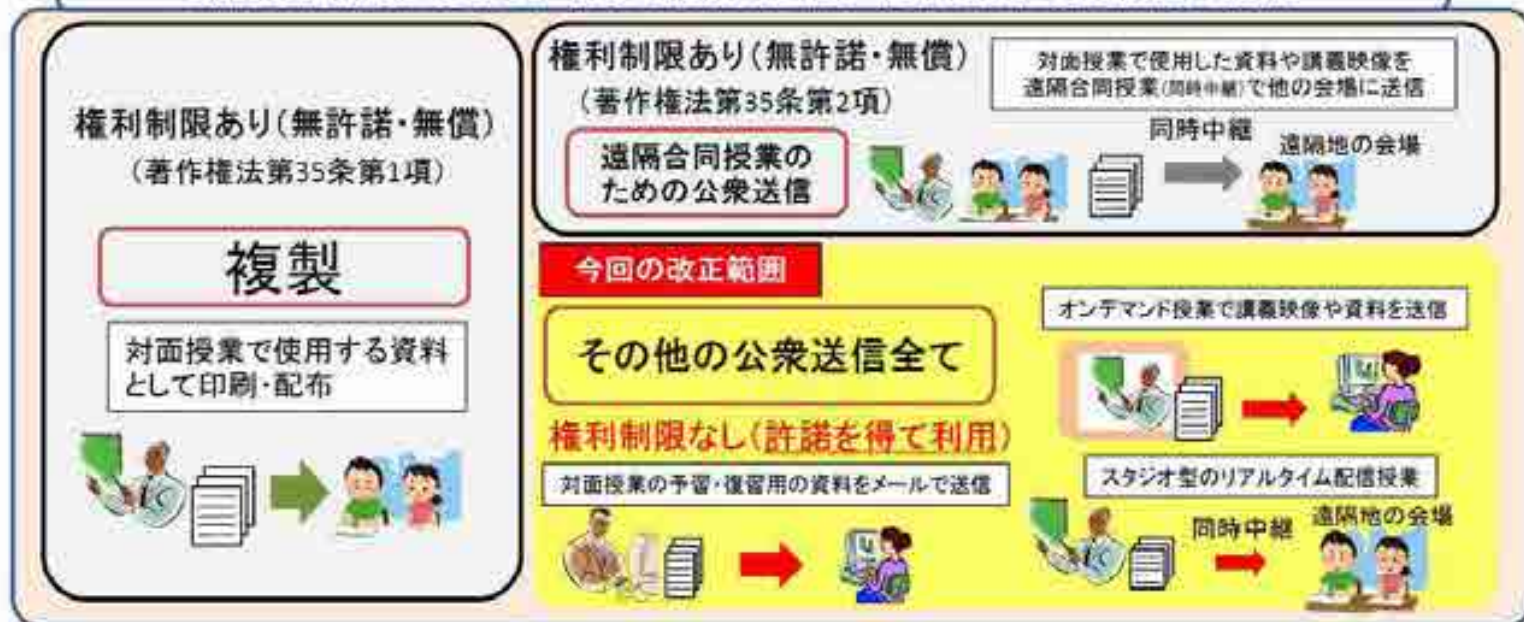 権利制限あり(無許諾・無償)
(著作権法第35条第1項)
複製
対面授業で使用する資料
として印刷・配布
権利制限あり(無許諾・無償)
(著作権法第35条第2項)
遠隔合同授業の
ための公衆送信
対面授業で使用した資料や講義映像を
遠隔合同授業(同時中継)で他の会場に送信
同時中継
遠隔地の会場
今回の改正範囲
その他の公衆送信全て
権利制限なし(許諾を得て利用)
対面授業の予習・復習用の資料をメールで送信
オンデマンド授業で講義映像や資料を送信
スタジオ型のリアルタイム配信授業
同時中継
遠隔地の会場